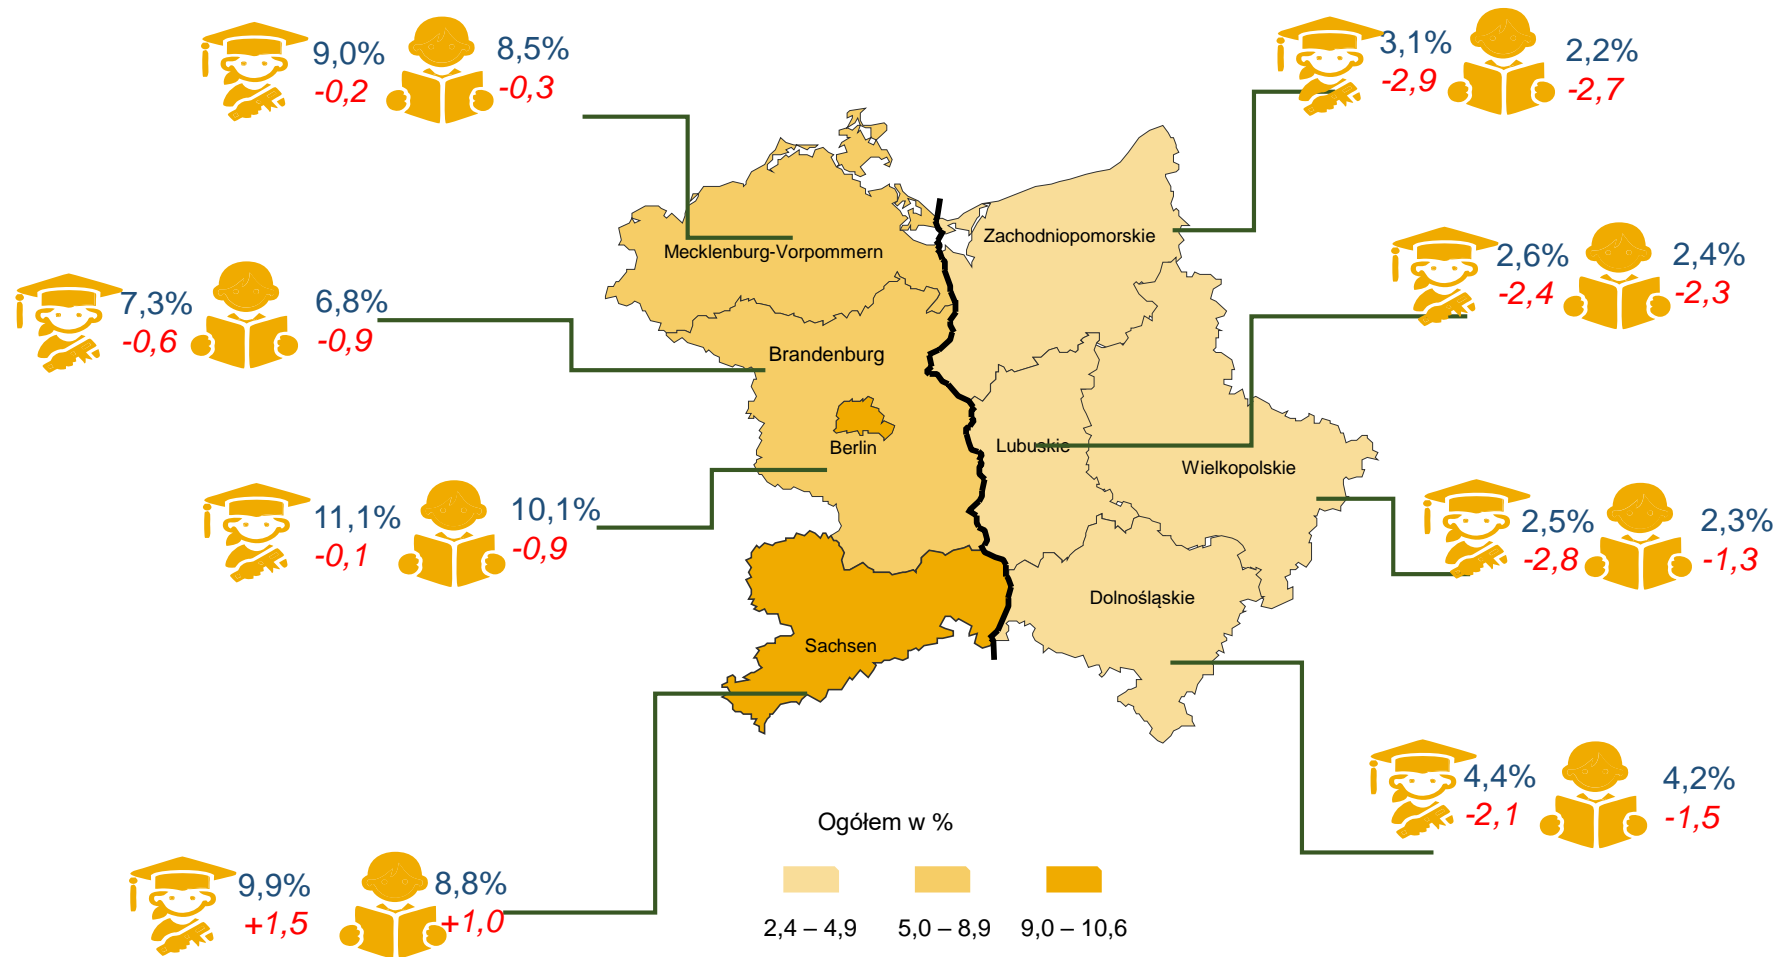 9,0%
-0,2
8,5%
-0,3
3,1%
-2,9
2,2%
-2,7
Mecklenburg-Vorpommern
Zachodniopomorskie
2,6%
-2,4
2,4%
-2,3
7,3%
-0,6
6,8%
-0,9
Brandenburg
Berlin
Lubuskie
Wielkopolskie
11,1%
-0,1
10,1%
-0,9
2,5%
-2,8
2,3%
-1,3
Dolnośląskie
Sachsen
4,4%
-2,1
4,2%
-1,5
9,9%
+1,5
8,8%
+1,0
Ogółem w %
2,4 – 4,9
5,0 – 8,9
9,0 – 10,6